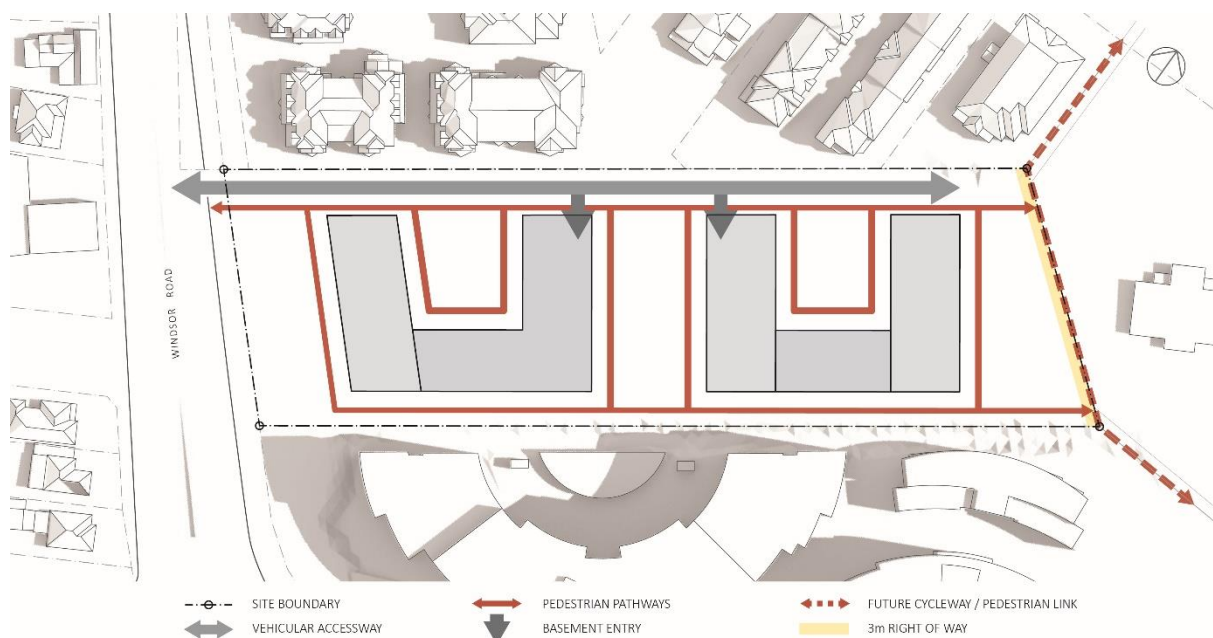 WINDSOR ROAD
SITE BOUNDARY
PEDESTRIAN PATHWAYS
FUTURE CYCLEWAY / PEDESTRIAN LINK
VEHICULAR ACCESSWAY
BASEMENT ENTRY
3m RIGHT OF WAY